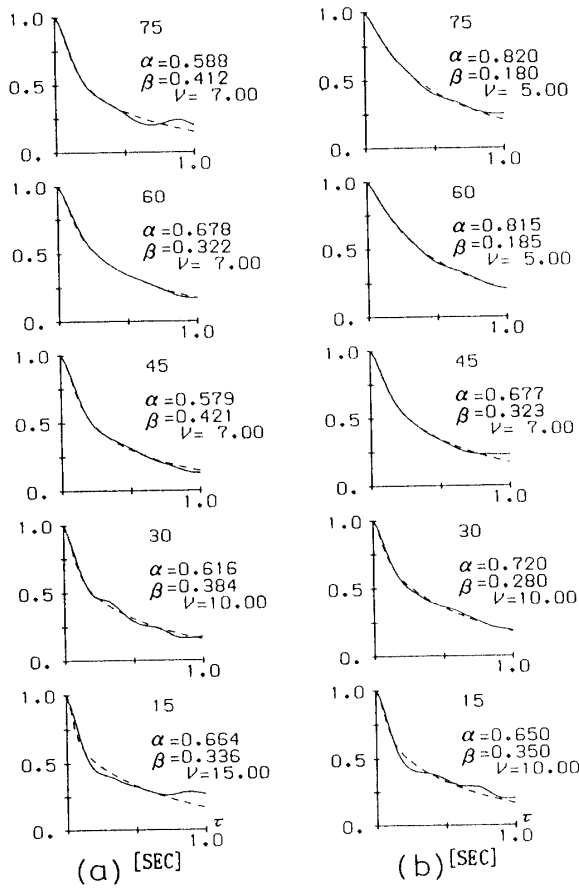 1.0
75
α=0.588
β=0.412
ν= 7.00
0.5
0.
1.0
1.0
60
α=0.678
β=0.322
ν= 7.00
0.5
0.
1.0
1.0
45
α=0.579
β=0.421
ν= 7.00
0.5
0.
1.0
1.0
30
α=0.616
β=0.384
ν=10.00
0.5
0.
1.0
1.0
15
α=0.664
β=0.336
ν=15.00
0.5
0.
τ
1.0
(a) [SEC]
1.0
75
α=0.820
β=0.180
ν= 5.00
0.5
0.
1.0
1.0
60
α=0.815
β=0.185
ν= 5.00
0.5
0.
1.0
1.0
45
α=0.677
β=0.323
ν= 7.00
0.5
0.
1.0
1.0
30
α=0.720
β=0.280
ν=10.00
0.5
0.
1.0
1.0
15
α=0.650
β=0.350
ν=10.00
0.5
0.
τ
1.0
(b) [SEC]